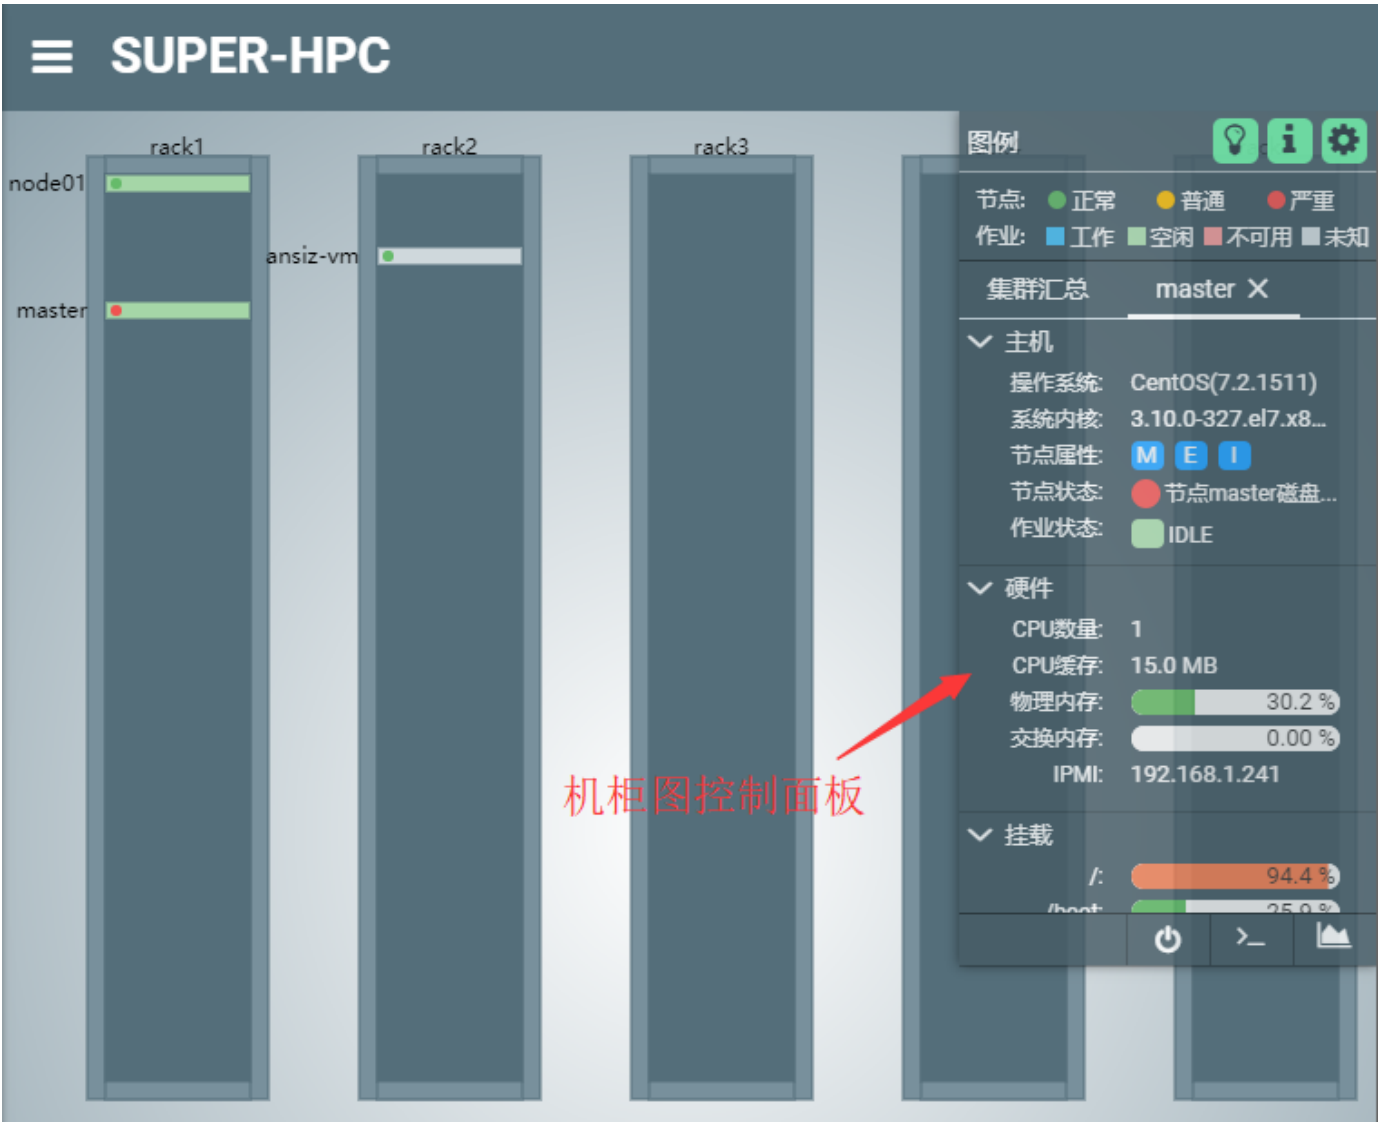 SUPER-HPC
rack1
rack2
rack3
node01
ansiz-vm
master
机柜图控制面板
图例
节点: 正常 普通 严重
作业: 工作 空闲 不可用 未知
集群汇总 master
主机
操作系统: CentOS(7.2.1511)
系统内核: 3.10.0-327.el7.x8...
节点属性: M E I
节点状态: 节点master磁盘...
作业状态: IDLE
硬件
CPU数量: 1
CPU缓存: 15.0 MB
物理内存: 30.2 %
交换内存: 0.00 %
IPMI: 192.168.1.241
挂载
/: 94.4 %
/boot: 25.9 %